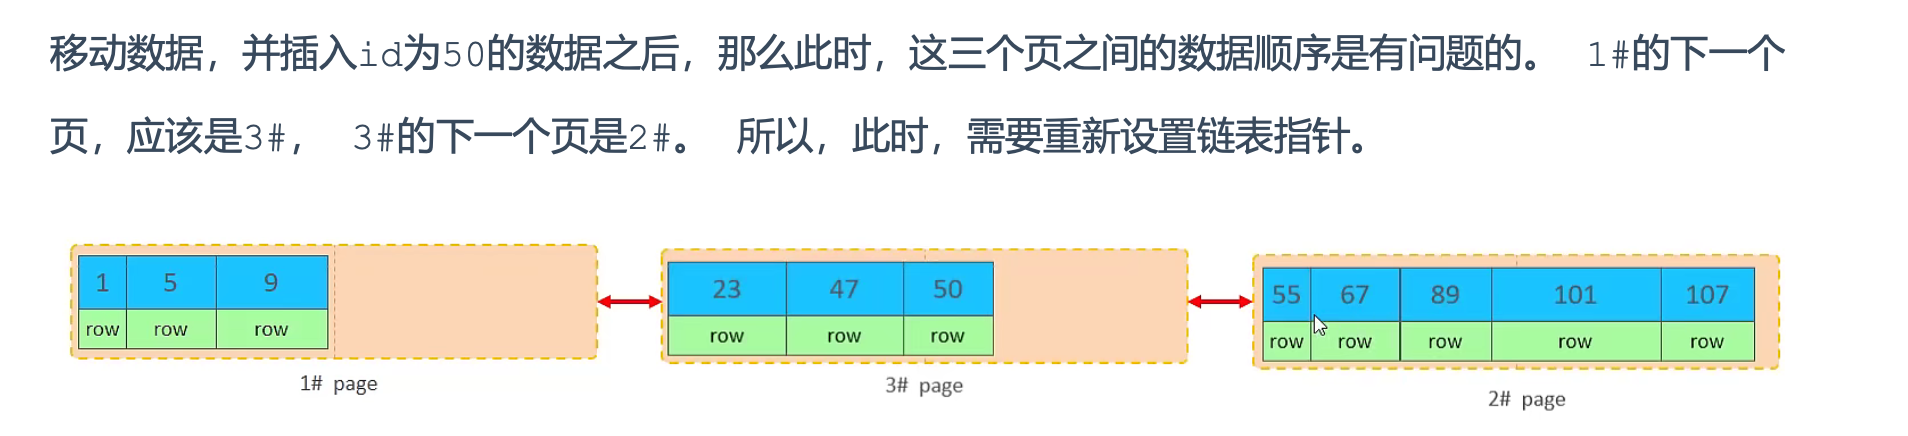 移动数据，并插入id为50的数据之后，那么此时，这三个页之间的数据顺序是有问题的。 1#的下一个
页，应该是3#， 3#的下一个页是2#。 所以，此时，需要重新设置链表指针。
1 5 9
row row row
1# page
23 47 50
row row row
3# page
55 67 89 101 107
row row row row row
2# page